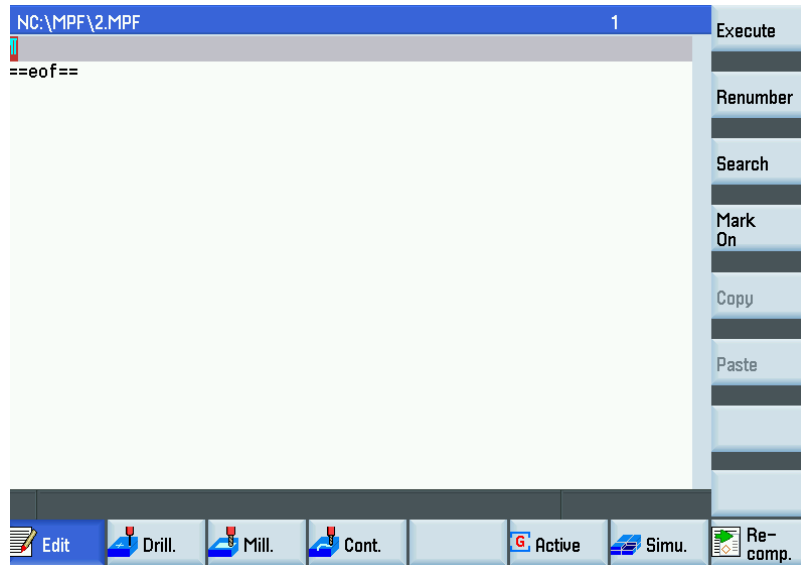 NC:\MPF\2.MPF 1
¶
==eof==
Execute
Renumber
Search
Mark
On
Copy
Paste
Edit
Drill.
Mill.
Cont.
G Active
Simu.
Re-
comp.